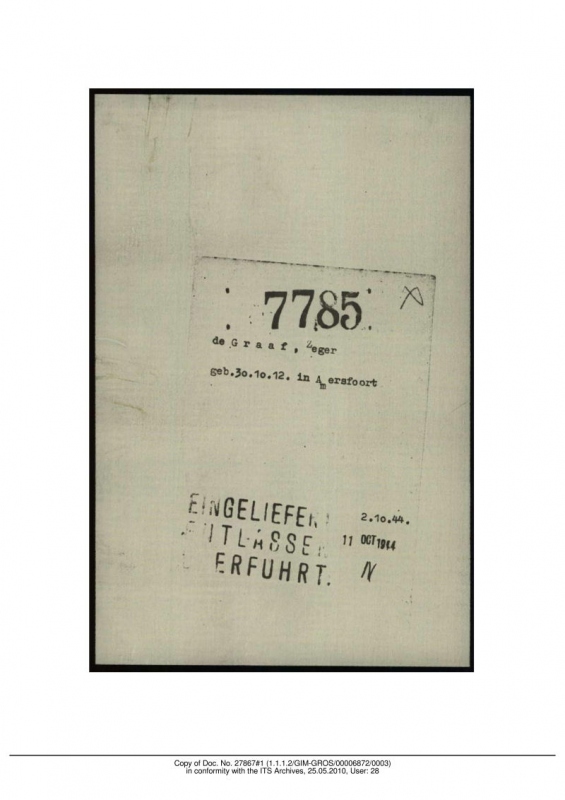 7785
de Graaf, Zeger
geb.30.10.12. in Amersfoort
EINGELIEFERT 2.10.44.
ENTLASSEN 11 OCT 1944
ÜBERFÜHRT. N
Copy of Doc. No. 27867#1 (1.1.1.2/GIM-GROS/00006872/0003)
in conformity with the ITS Archives, 25.05.2010, User: 28